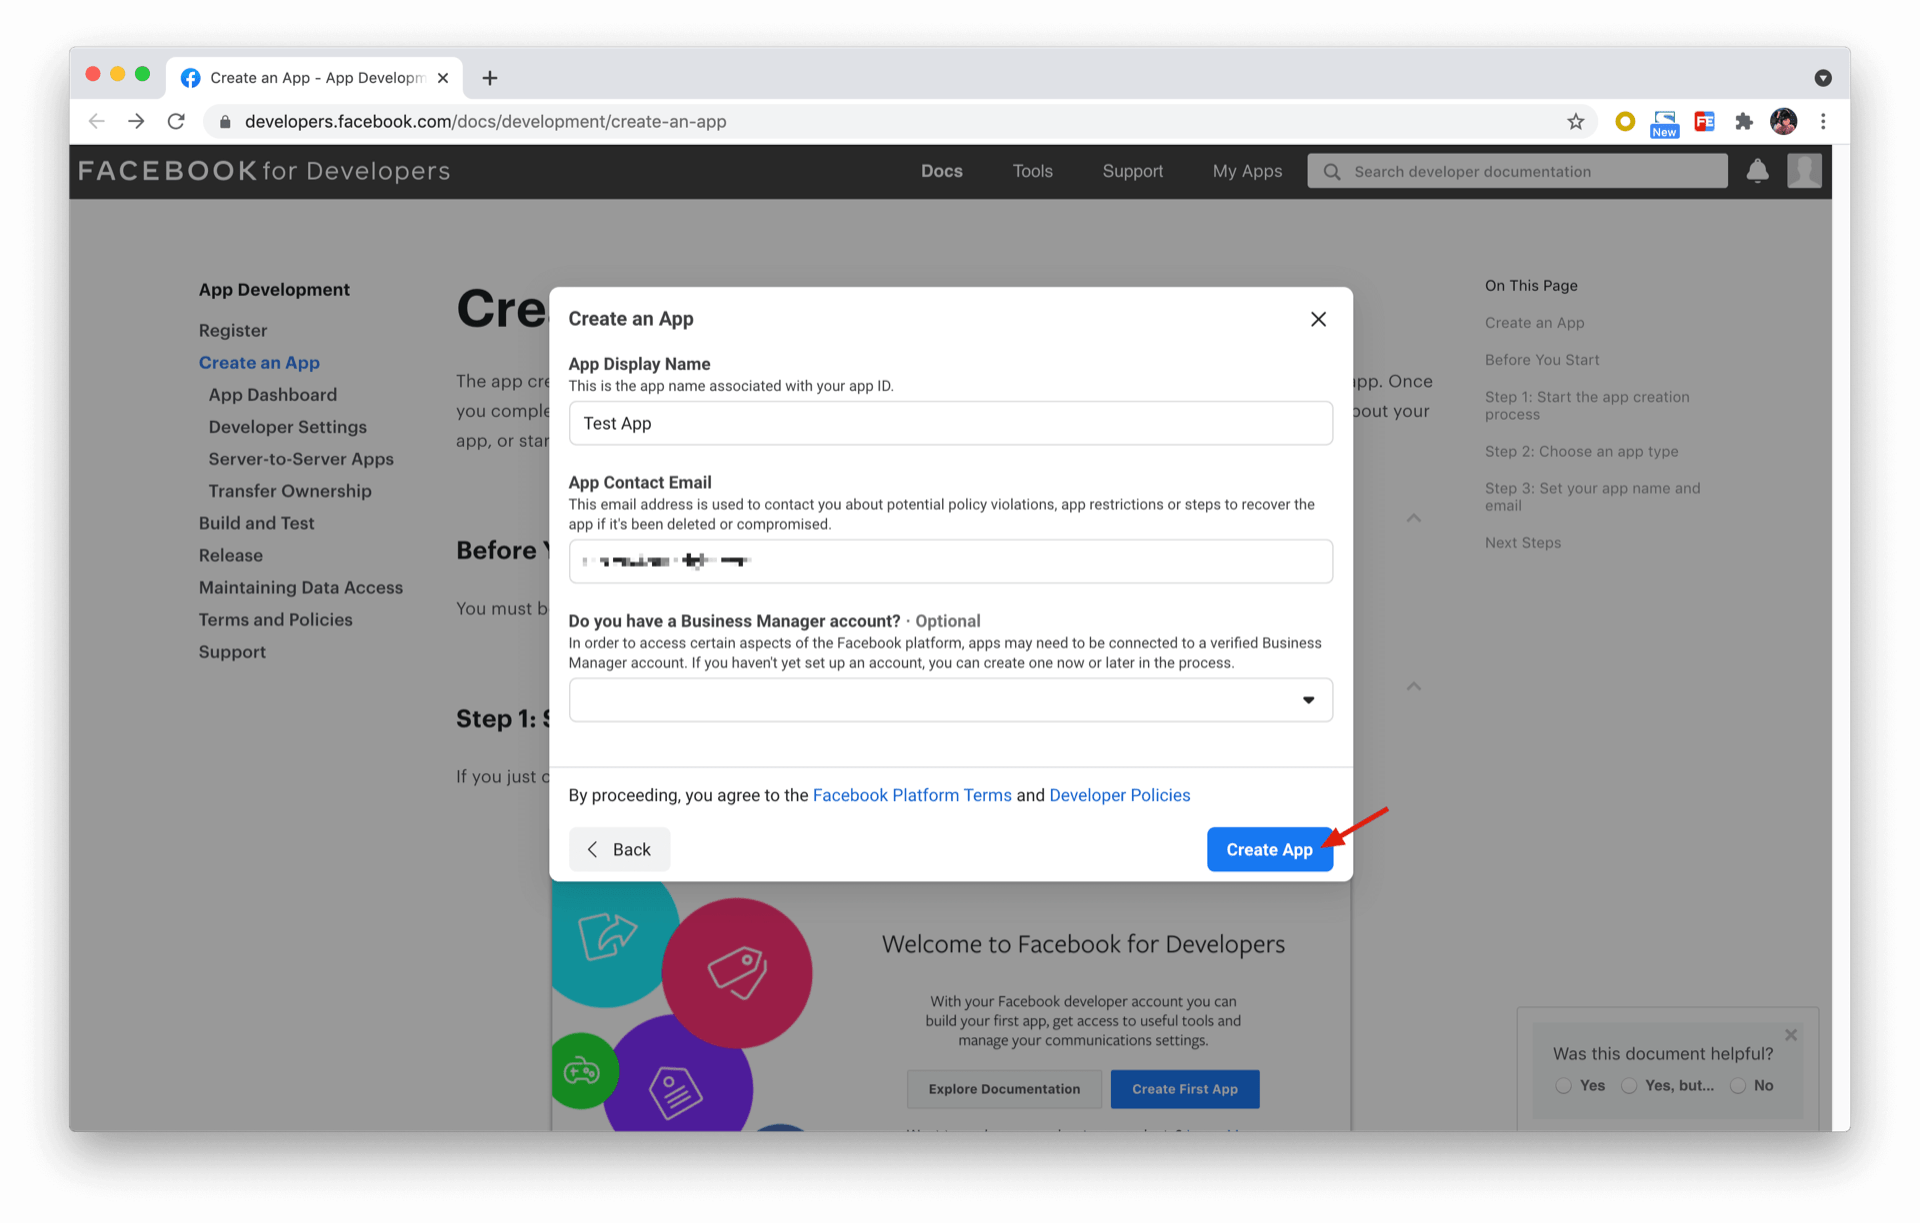 Create an App - App Developm
developers.facebook.com/docs/development/create-an-app
New
FE
FACEBOOK for Developers
Docs
Tools
Support
My Apps
Search developer documentation
App Development
Register
Create an App
App Dashboard
Developer Settings
Server-to-Server Apps
Transfer Ownership
Build and Test
Release
Maintaining Data Access
Terms and Policies
Support
Cre
The app cre
app. Once
you comple
bout your
app, or star
Before Y
You must b
Step 1: S
If you just c
Create an App
App Display Name
This is the app name associated with your app ID.
Test App
App Contact Email
This email address is used to contact you about potential policy violations, app restrictions or steps to recover the
app if it's been deleted or compromised.
Do you have a Business Manager account? · Optional
In order to access certain aspects of the Facebook platform, apps may need to be connected to a verified Business
Manager account. If you haven't yet set up an account, you can create one now or later in the process.
By proceeding, you agree to the Facebook Platform Terms and Developer Policies
Back
Create App
On This Page
Create an App
Before You Start
Step 1: Start the app creation
process
Step 2: Choose an app type
Step 3: Set your app name and
email
Next Steps
Welcome to Facebook for Developers
With your Facebook developer account you can
build your first app, get access to useful tools and
manage your communications settings.
Explore Documentation
Create First App
Was this document helpful?
Yes
Yes, but...
No